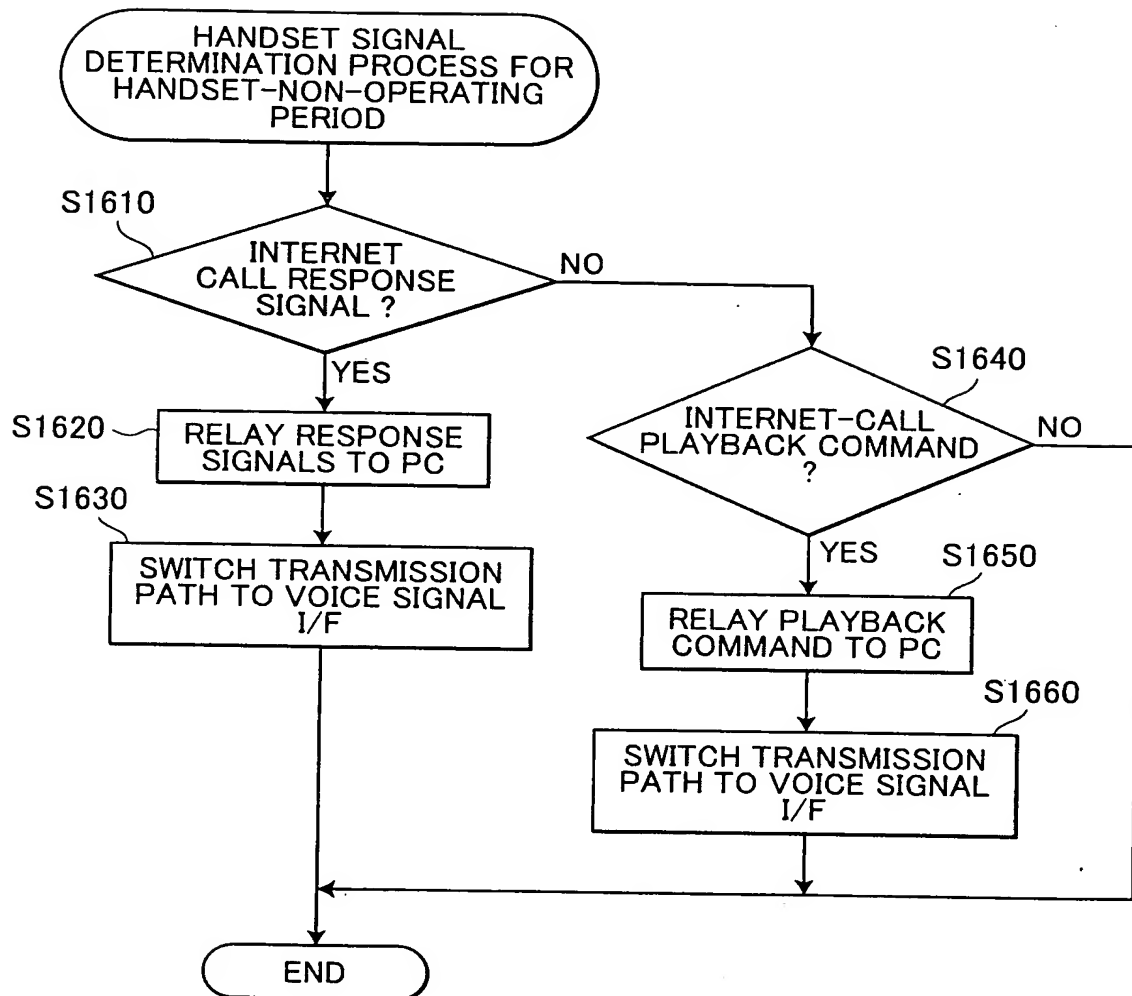 HANDSET SIGNAL
DETERMINATION PROCESS FOR
HANDSET-NON-OPERATING
PERIOD
S1610
INTERNET
CALL RESPONSE
SIGNAL ?
NO
YES
S1620
RELAY RESPONSE
SIGNALS TO PC
S1630
SWITCH TRANSMISSION
PATH TO VOICE SIGNAL
I/F
S1640
INTERNET-CALL
PLAYBACK COMMAND
?
NO
YES
S1650
RELAY PLAYBACK
COMMAND TO PC
S1660
SWITCH TRANSMISSION
PATH TO VOICE SIGNAL
I/F
END